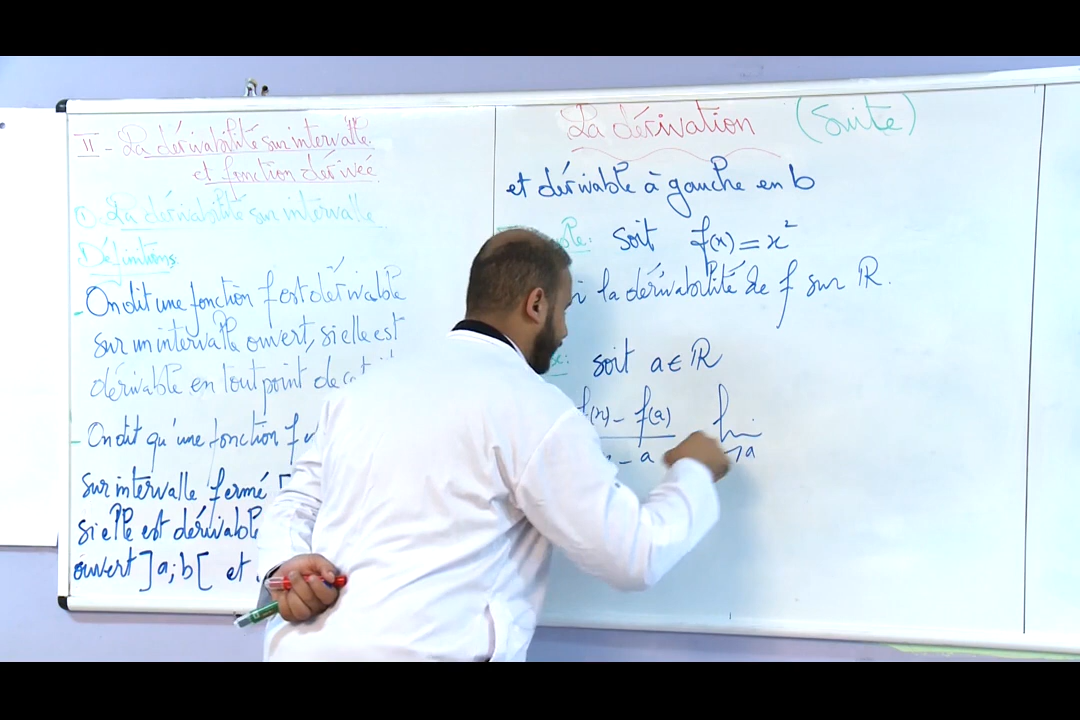 II - La dérivabilité sur intervalle
et fonction dérivée
① La dérivabilité sur intervalle
Définitions
- On dit une fonction f est dérivable
sur un intervalle ouvert, si elle est
dérivable en tout point de
- On dit qu'une fonction f
sur intervalle fermé [
si elle est dérivable
ouvert ]a;b[ et
La dérivation (Suite)
et dérivable à gauche en b
soit f(x) = x²
la dérivabilité de f sur ℝ.
soit a ∈ ℝ
f(x) - f(a) lim
- a → a